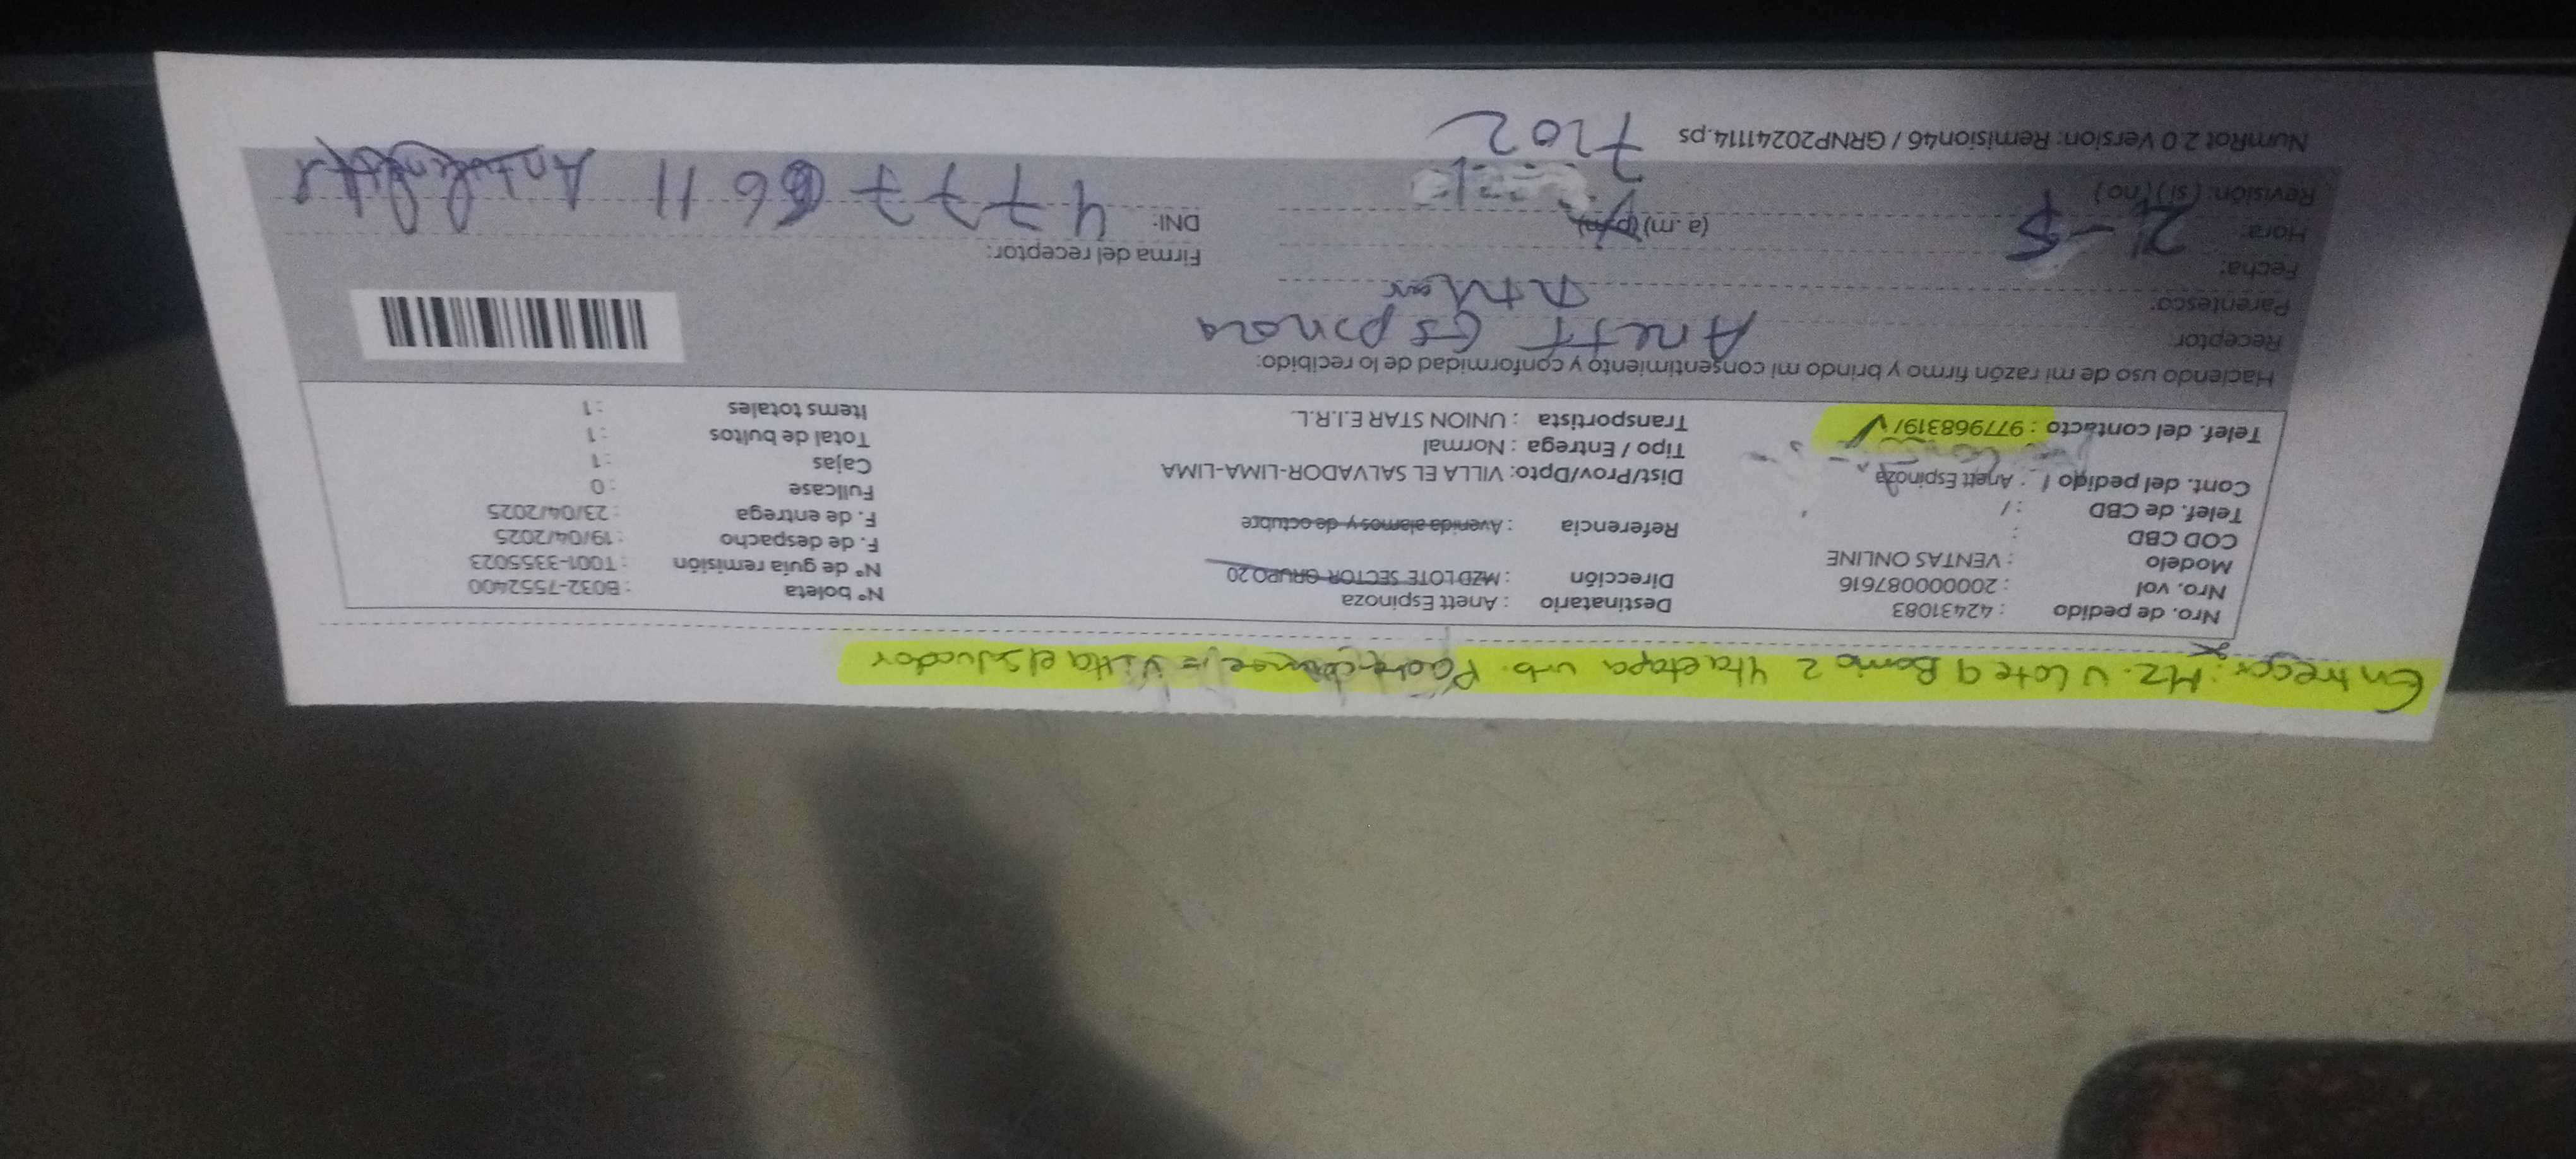 Entregar: Mz. U Lote 9 Barrio 2 4ta etapa urb. Pachacamac = Villa el Salvador
Nro. de pedido : 42431083
Nro. vol : 20000000087616
Modelo : VENTAS ONLINE
COD CBD :
Telef. de CBD : /
Cont. del pedido / : Anett Espinoza
Telef. del contacto : 977968319/
Destinatario : Anett Espinoza
Dirección : MZD LOTE SECTOR GRUPO 20
Referencia : Avenida alamos y de octubre
Dist/Prov/Dpto: VILLA EL SALVADOR-LIMA-LIMA
Tipo / Entrega : Normal
Transportista : UNION STAR E.I.R.L.
N° boleta : B032-7552400
N° de guía remisión : T001-3355023
F. de despacho : 19/04/2025
F. de entrega : 23/04/2025
Fullcase : 0
Cajas : 1
Total de bultos : 1
Items totales : 1
Haciendo uso de mi razón firmo y brindo mi consentimiento y conformidad de lo recibido:
Receptor: Anett Espinoza
Parentesco: titular
Fecha: 2-5
Hora: (a.m) (p.m)
Revisión: (si) (no)
7202
Firma del receptor:
DNI: 47776611
NumRot 2.0 Version: Remision46 / GRNP20241114.ps